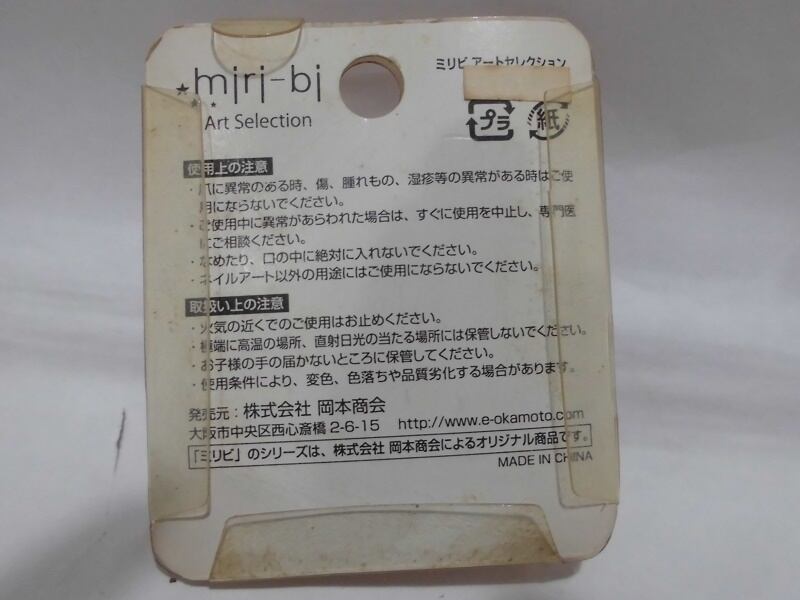 ミリビ アートセレクション
miri-bi
Art Selection
プラ
紙
使用上の注意
・爪に異常のある時、傷、腫れもの、湿疹等の異常がある時はご使
用にならないでください。
・ご使用中に異常があらわれた場合は、すぐに使用を中止し、専門医
にご相談ください。
・なめたり、口の中に絶対に入れないでください。
・ネイルアート以外の用途にはご使用にならないでください。
取扱い上の注意
・火気の近くでのご使用はお止めください。
・極端に高温の場所、直射日光の当たる場所には保管しないでください。
・お子様の手の届かないところに保管してください。
・使用条件により、変色、色落ちや品質劣化する場合があります。
発売元：株式会社 岡本商会
大阪市中央区西心斎橋2-6-15 http://www.e-okamoto.com
「ミリビ」のシリーズは、株式会社 岡本商会によるオリジナル商品です。
MADE IN CHINA